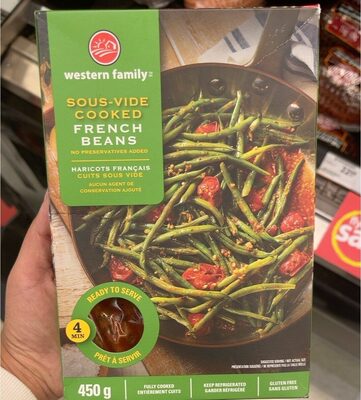 western family
SOUS-VIDE
COOKED
FRENCH
BEANS
NO PRESERVATIVES ADDED
HARICOTS FRANÇAIS
CUITS SOUS VIDE
AUCUN AGENT DE
CONSERVATION AJOUTÉ
READY TO SERVE
4
MIN
PRÊT À SERVIR
450 g
FULLY COOKED
ENTIÈREMENT CUITS
KEEP REFRIGERATED
GARDER RÉFRIGÉRÉ
GLUTEN FREE
SANS GLUTEN